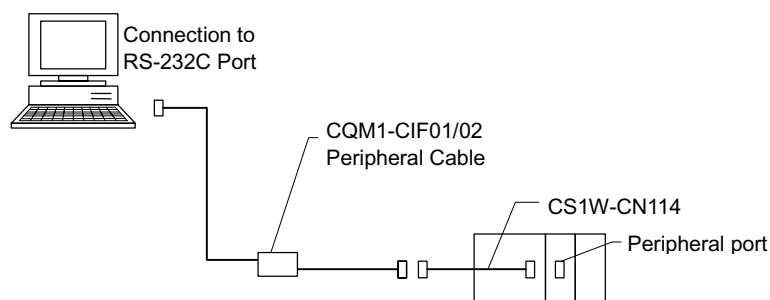 Connection to
RS-232C Port
CQM1-CIF01/02
Peripheral Cable
CS1W-CN114
Peripheral port